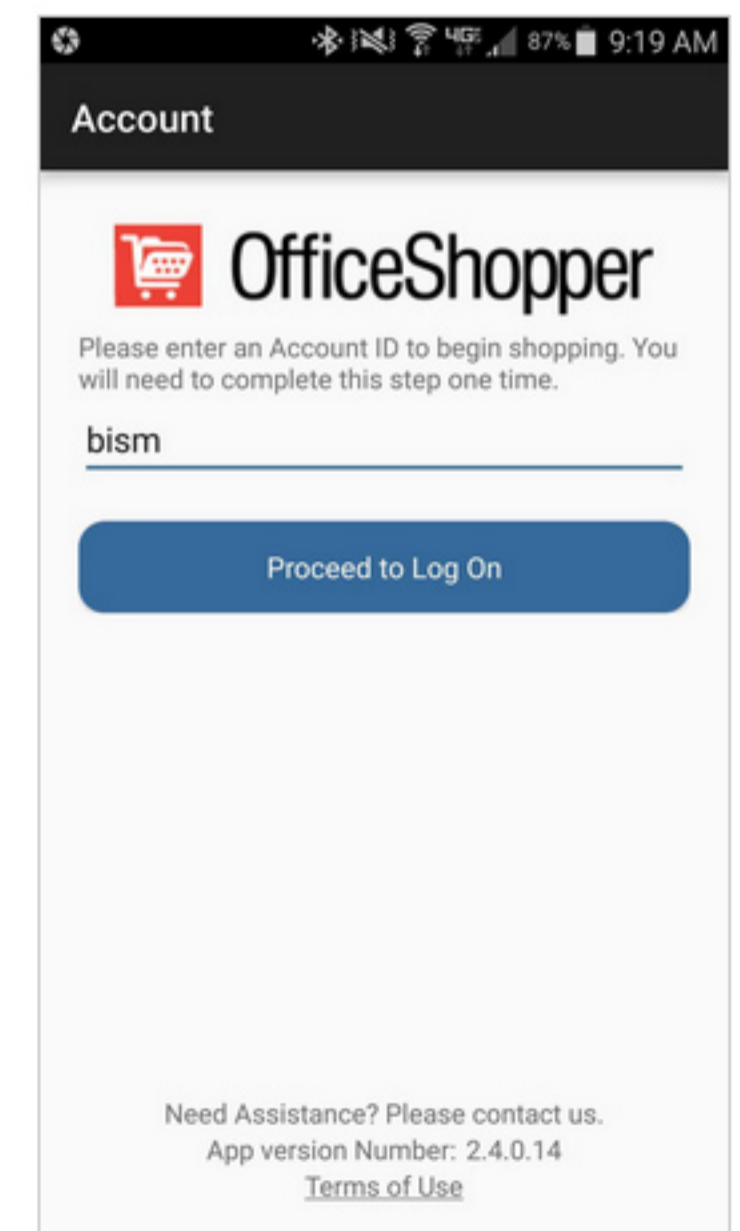 4G 87% 9:19 AM
Account
OfficeShopper
Please enter an Account ID to begin shopping. You
will need to complete this step one time.
bism
Proceed to Log On
Need Assistance? Please contact us.
App version Number: 2.4.0.14
Terms of Use